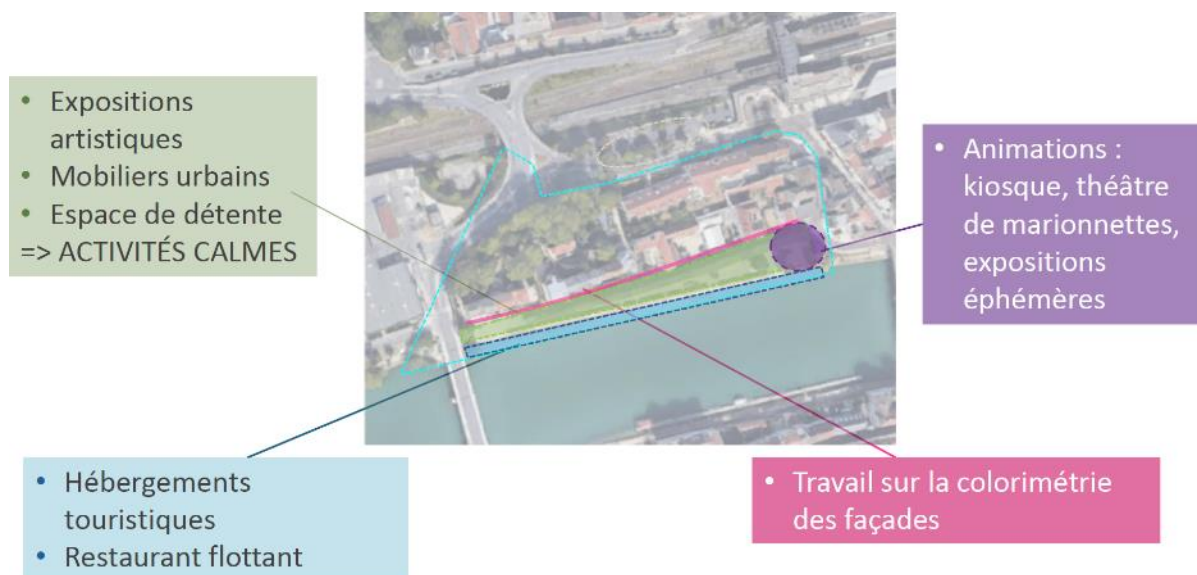 • Expositions
artistiques
• Mobiliers urbains
• Espace de détente
=> ACTIVITÉS CALMES
• Animations :
kiosque, théâtre
de marionnettes,
expositions
éphémères
• Hébergements
touristiques
• Restaurant flottant
• Travail sur la colorimétrie
des façades